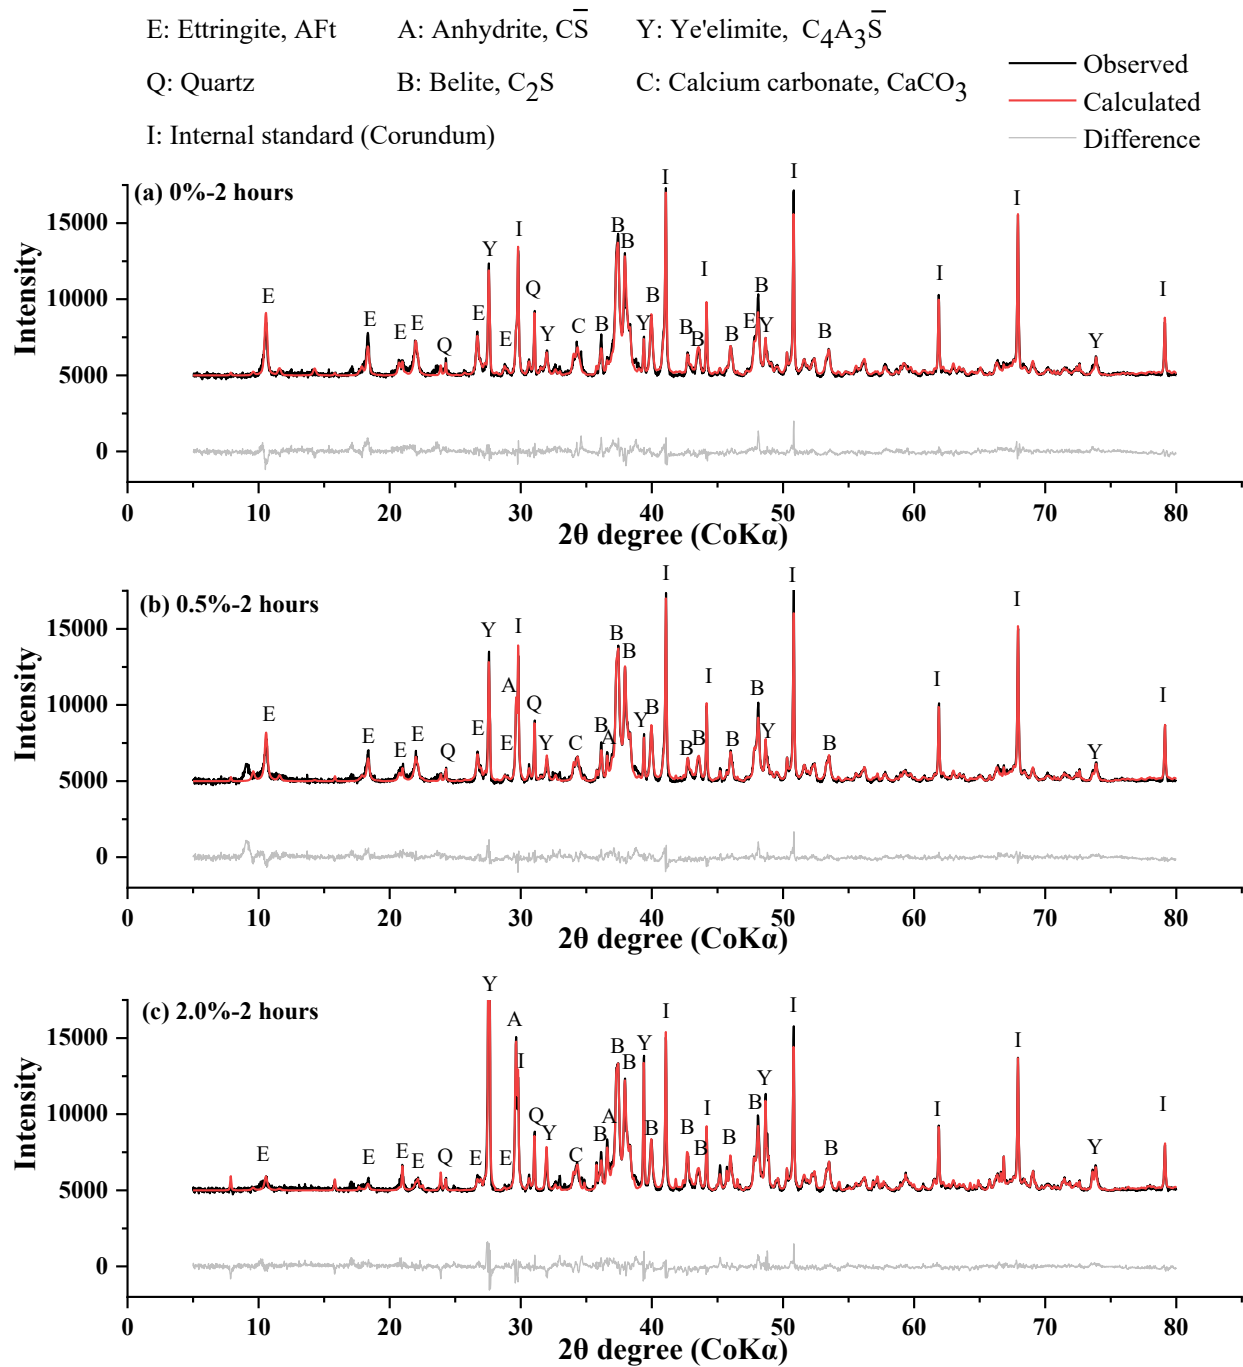 E: Ettringite, AFt A: Anhydrite, CS̅ Y: Ye'elimite, C4A3S̅
Q: Quartz B: Belite, C2S C: Calcium carbonate, CaCO3
I: Internal standard (Corundum)
Observed
Calculated
Difference
(a) 0%-2 hours
Intensity
15000
10000
5000
0
E E E E Q E Y E I Q Y C B B B Y B I B B I B E B Y I B I I Y I
0 10 20 30 40 50 60 70 80
2θ degree (CoKα)
(b) 0.5%-2 hours
Intensity
15000
10000
5000
0
E E E E Q E Y E A I Q Y C B A B B Y B I B B I B B Y I B I I Y I
0 10 20 30 40 50 60 70 80
2θ degree (CoKα)
(c) 2.0%-2 hours
Intensity
15000
10000
5000
0
E E E E Q E Y E A I Q Y C B A B B Y B I B B I B B Y I B I I Y I
0 10 20 30 40 50 60 70 80
2θ degree (CoKα)